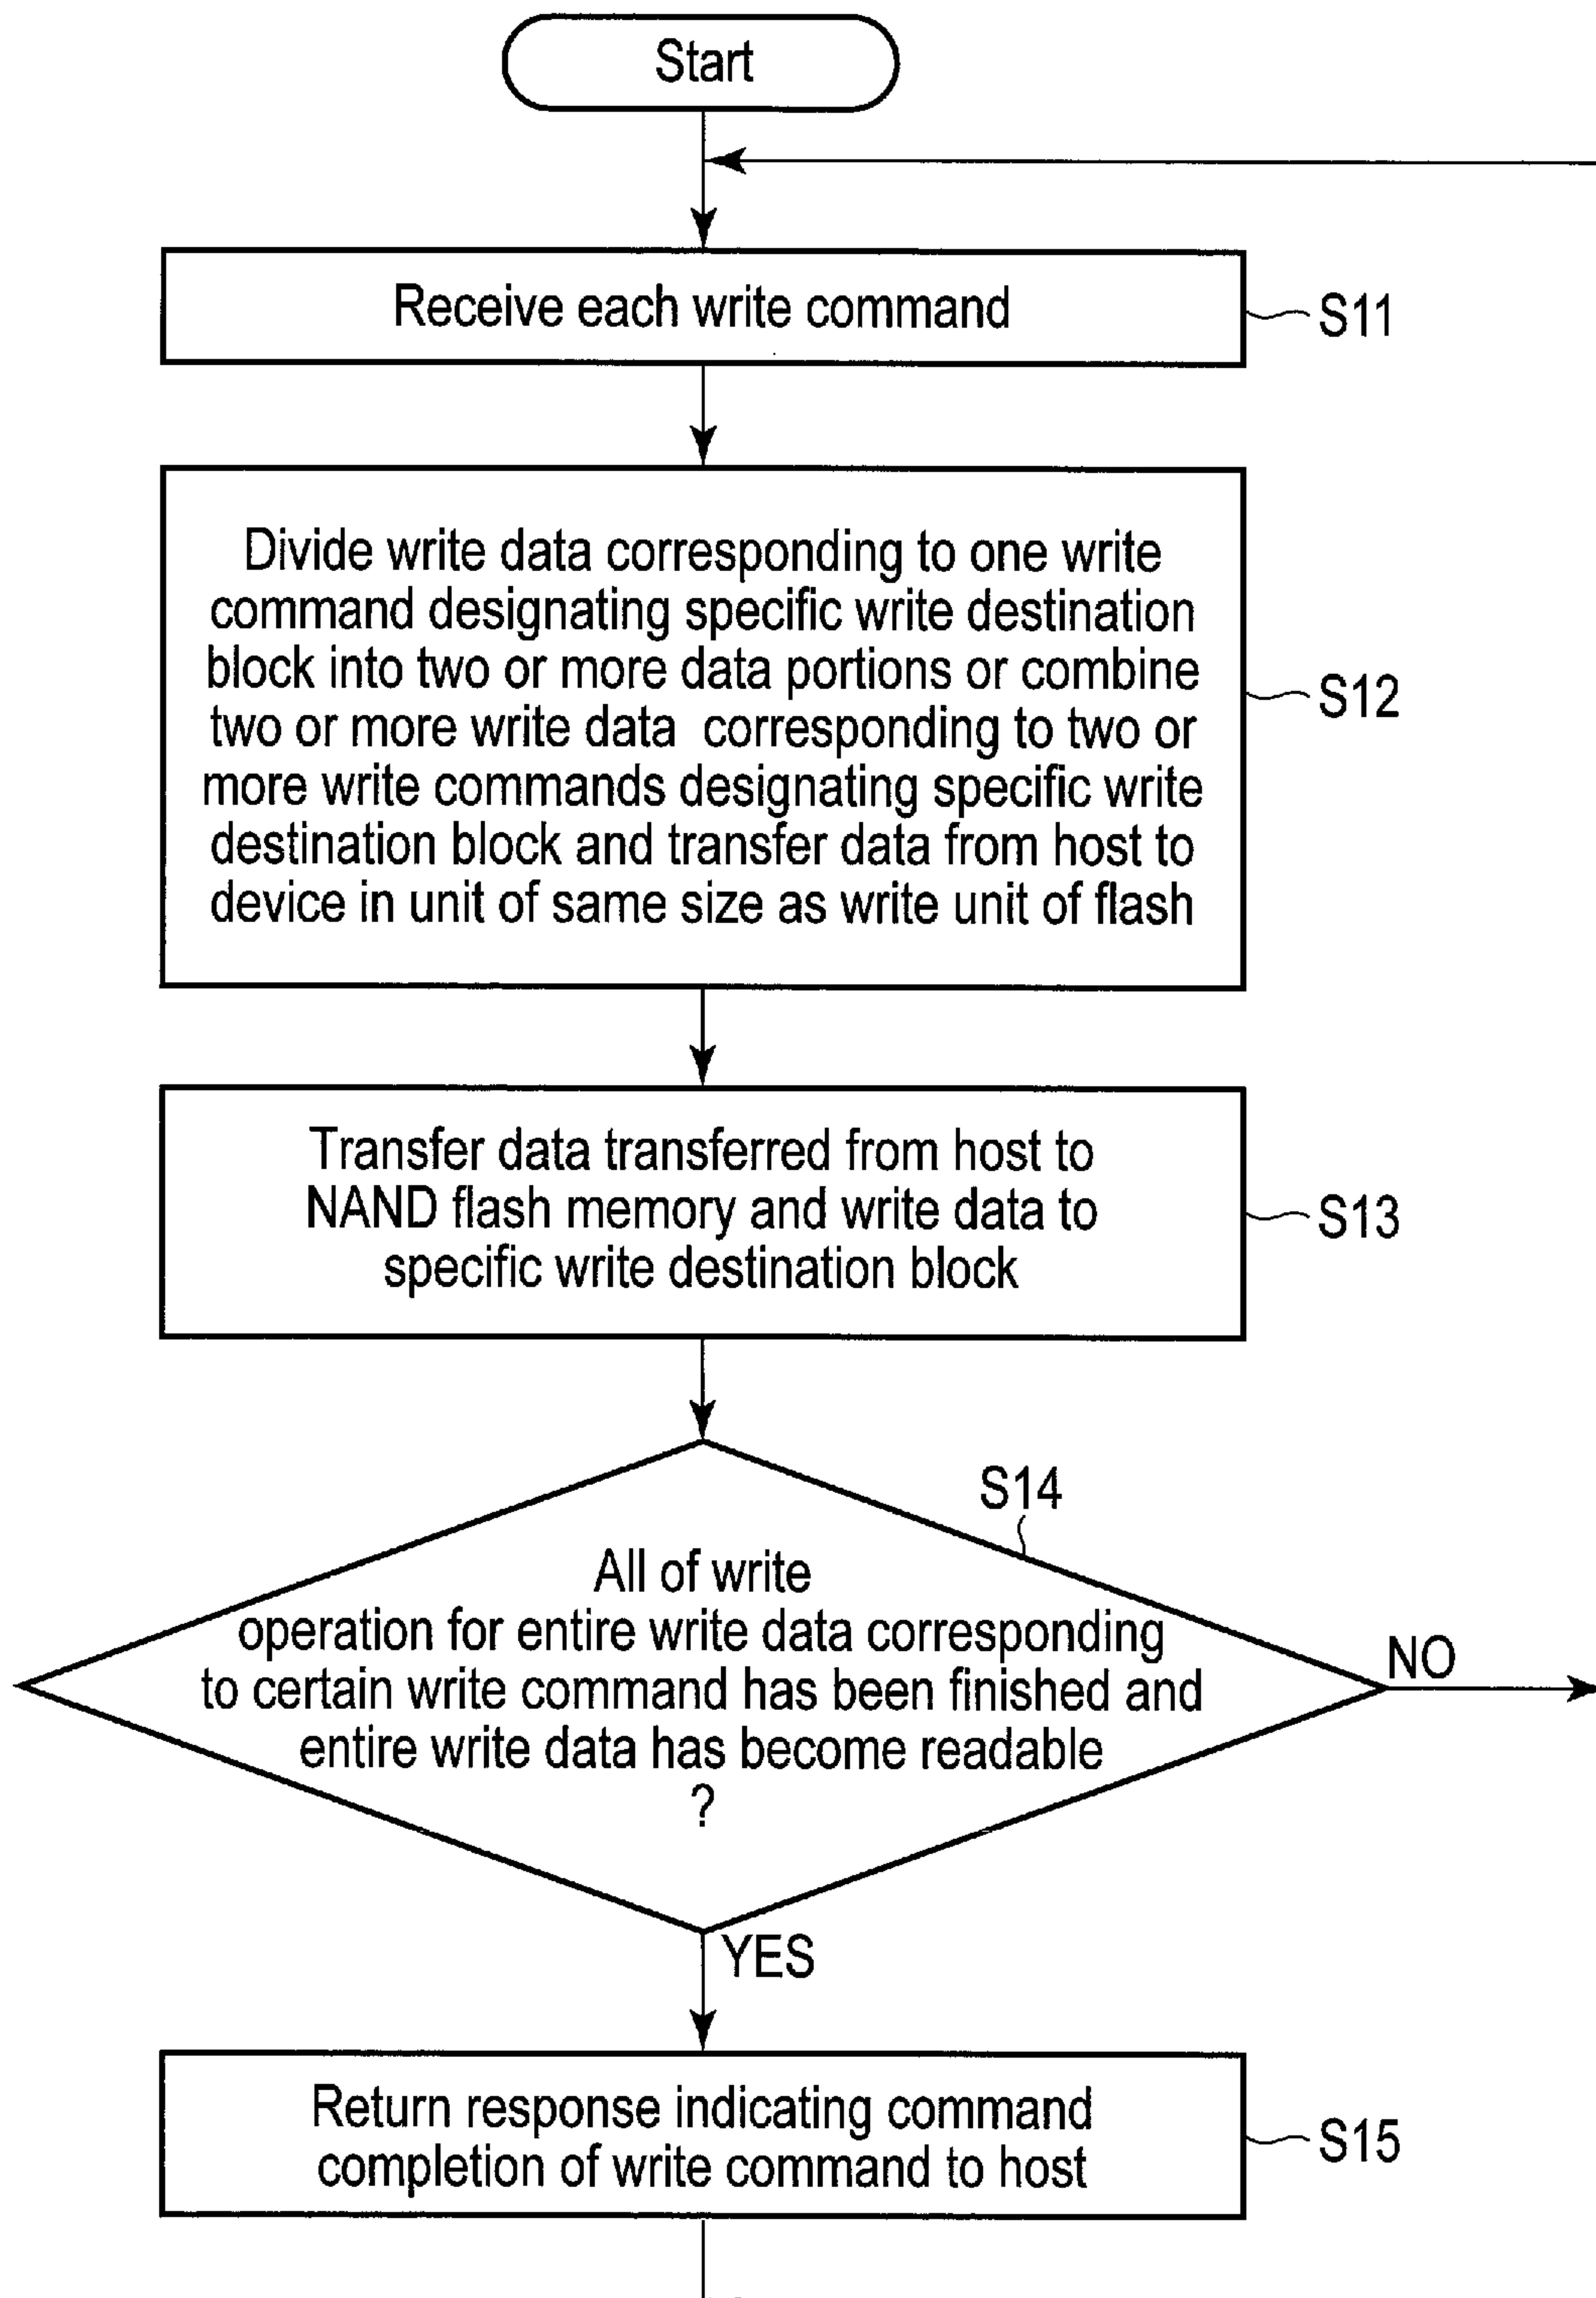 Start
Receive each write command
S11
Divide write data corresponding to one write
command designating specific write destination
block into two or more data portions or combine
two or more write data corresponding to two or
more write commands designating specific write
destination block and transfer data from host to
device in unit of same size as write unit of flash
S12
Transfer data transferred from host to
NAND flash memory and write data to
specific write destination block
S13
S14
All of write
operation for entire write data corresponding
to certain write command has been finished and
entire write data has become readable
?
NO
YES
Return response indicating command
completion of write command to host
S15